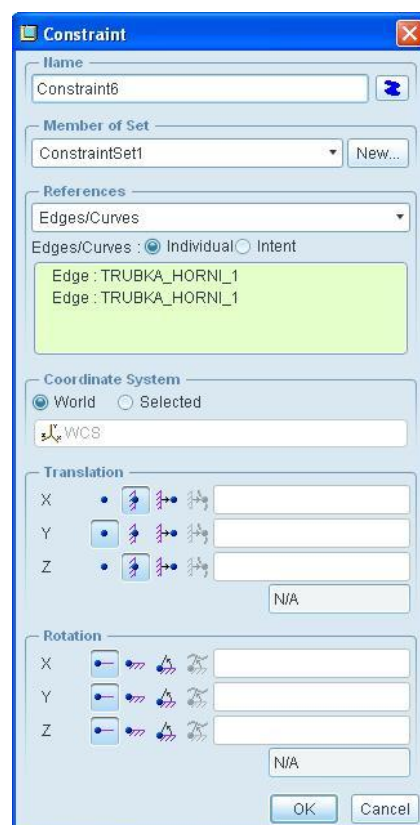 Constraint
Name
Constraint6
Member of Set
ConstraintSet1
New...
References
Edges/Curves
Edges/Curves : Individual Intent
Edge : TRUBKA_HORNI_1
Edge : TRUBKA_HORNI_1
Coordinate System
World Selected
WCS
Translation
X
Y
Z
N/A
Rotation
X
Y
Z
N/A
OK Cancel